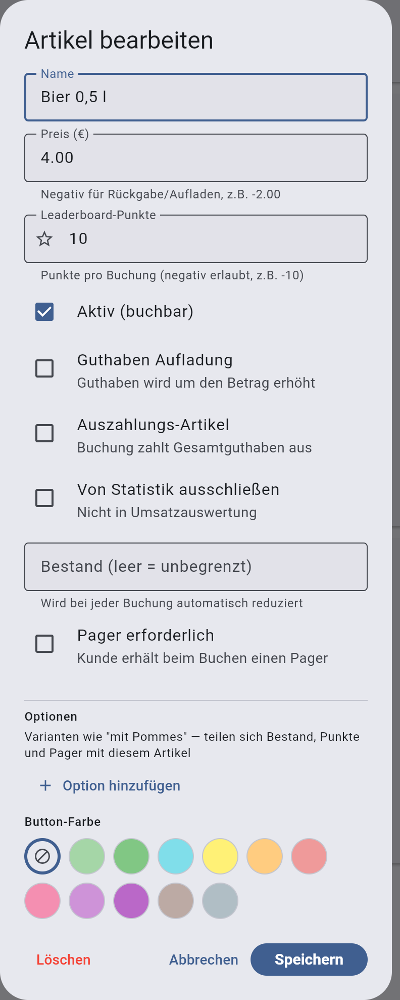 Artikel bearbeiten
Name
Bier 0,5 l
Preis (€)
4.00
Negativ für Rückgabe/Aufladen, z.B. -2.00
Leaderboard-Punkte
10
Punkte pro Buchung (negativ erlaubt, z.B. -10)
Aktiv (buchbar)
Guthaben Aufladung
Guthaben wird um den Betrag erhöht
Auszahlungs-Artikel
Buchung zahlt Gesamtguthaben aus
Von Statistik ausschließen
Nicht in Umsatzauswertung
Bestand (leer = unbegrenzt)
Wird bei jeder Buchung automatisch reduziert
Pager erforderlich
Kunde erhält beim Buchen einen Pager
Optionen
Varianten wie "mit Pommes" — teilen sich Bestand, Punkte
und Pager mit diesem Artikel
Option hinzufügen
Button-Farbe
Löschen
Abbrechen
Speichern